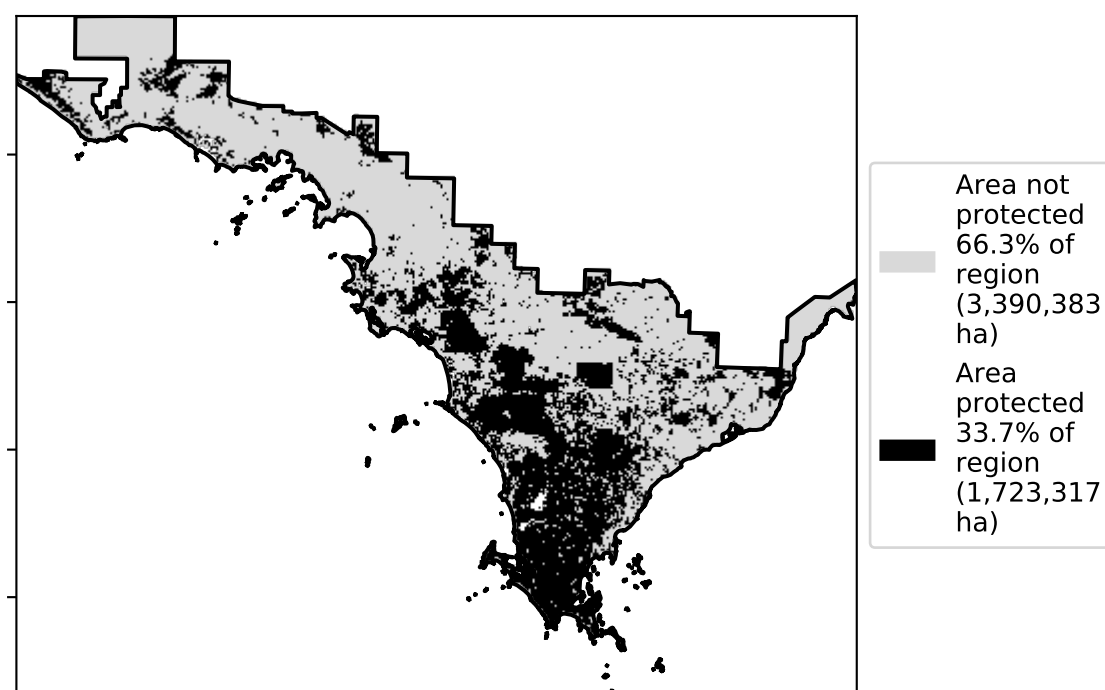 Area not
protected
66.3% of
region
(3,390,383
ha)
Area
protected
33.7% of
region
(1,723,317
ha)